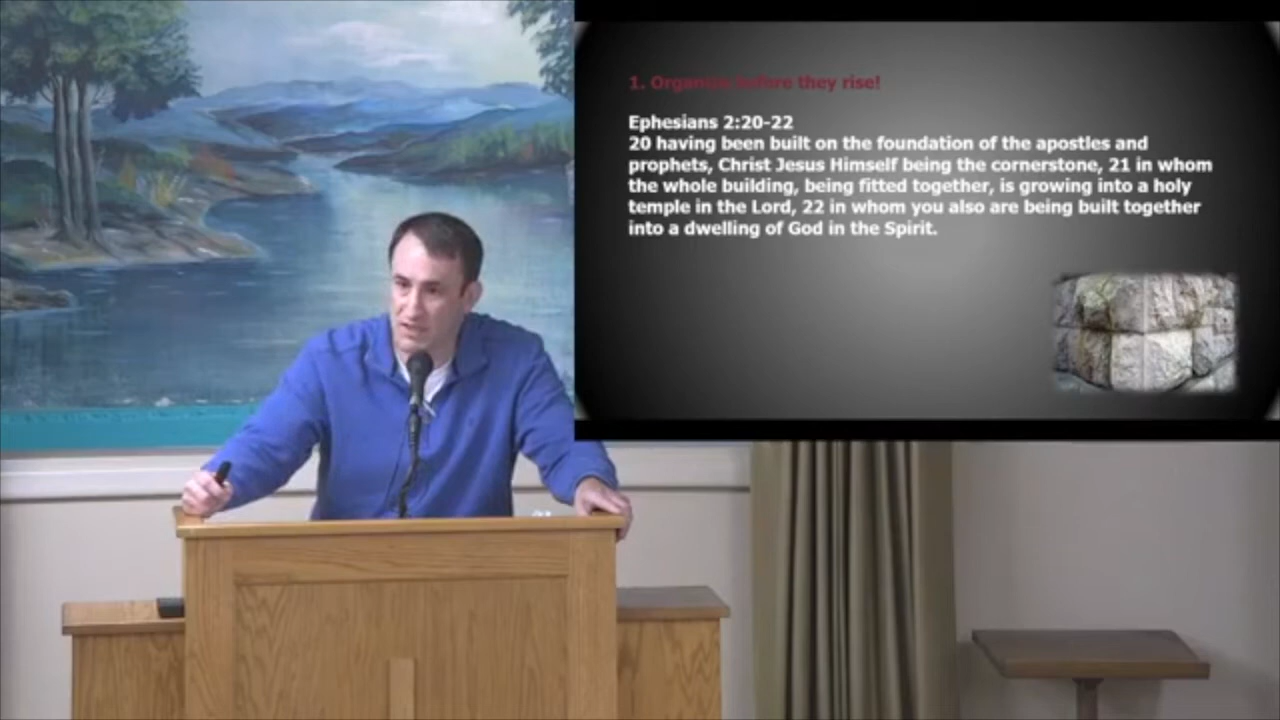 1. Organize before they rise!
Ephesians 2:20-22
20 having been built on the foundation of the apostles and
prophets, Christ Jesus Himself being the cornerstone, 21 in whom
the whole building, being fitted together, is growing into a holy
temple in the Lord, 22 in whom you also are being built together
into a dwelling of God in the Spirit.